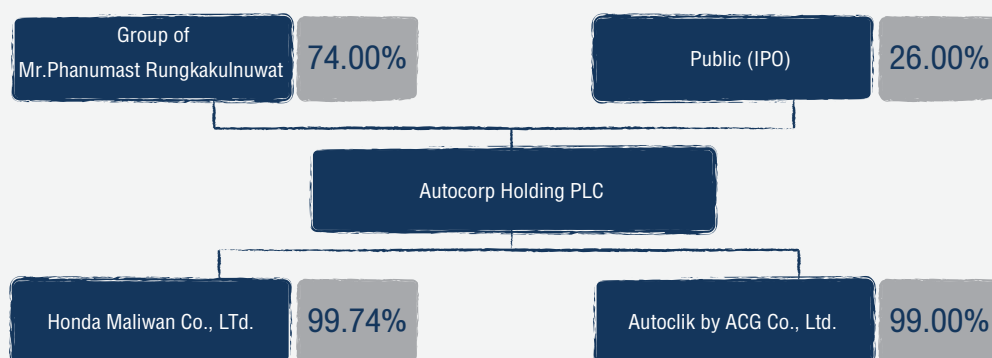 Group of
Mr.Phanumast Rungkakulnuwat
74.00%
Public (IPO)
26.00%
Autocorp Holding PLC
Honda Maliwan Co., LTd.
99.74%
Autoclik by ACG Co., Ltd.
99.00%